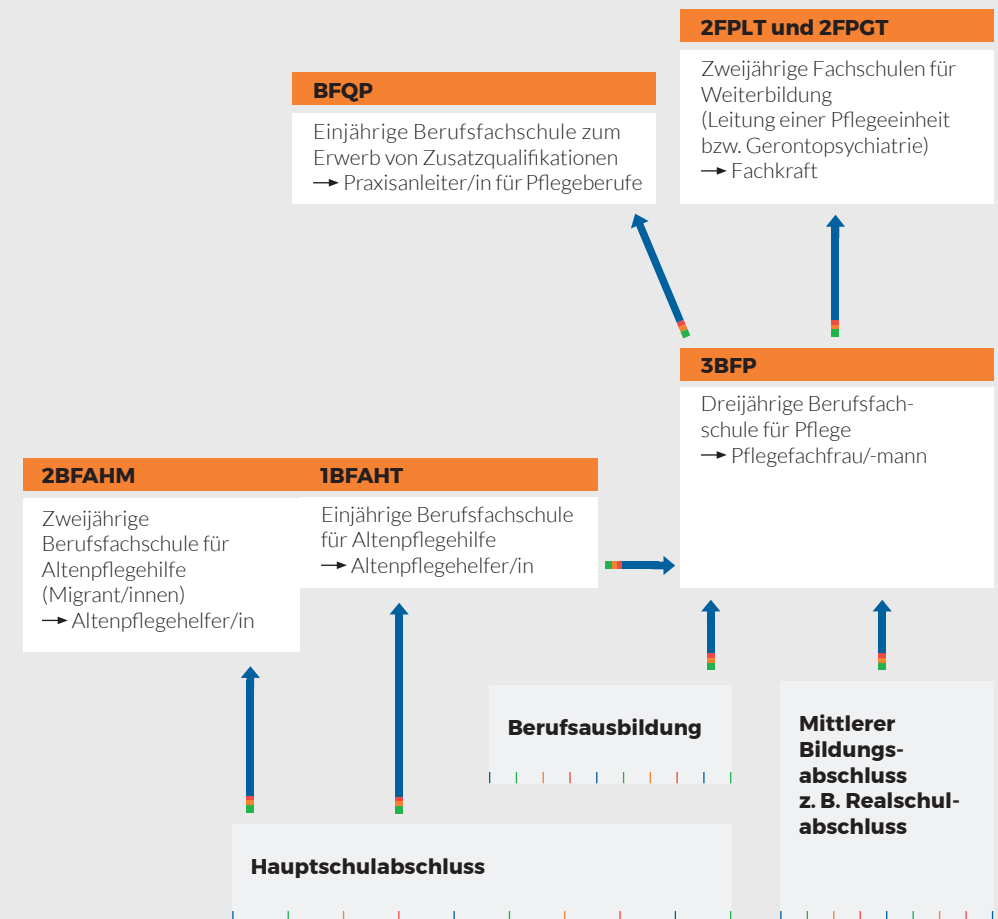 2FPLT und 2FPGT
Zweijährige Fachschulen für
Weiterbildung
(Leitung einer Pflegeeinheit
bzw. Gerontopsychiatrie)
→ Fachkraft
BFQP
Einjährige Berufsfachschule zum
Erwerb von Zusatzqualifikationen
→ Praxisanleiter/in für Pflegeberufe
3BFP
Dreijährige Berufsfach-
schule für Pflege
→ Pflegefachfrau/-mann
2BFAHM
Zweijährige
Berufsfachschule für
Altenpflegehilfe
(Migrant/innen)
→ Altenpflegehelfer/in
1BFAHT
Einjährige Berufsfachschule
für Altenpflegehilfe
→ Altenpflegehelfer/in
Berufsausbildung
Mittlerer
Bildungs-
abschluss
z. B. Realschul-
abschluss
Hauptschulabschluss